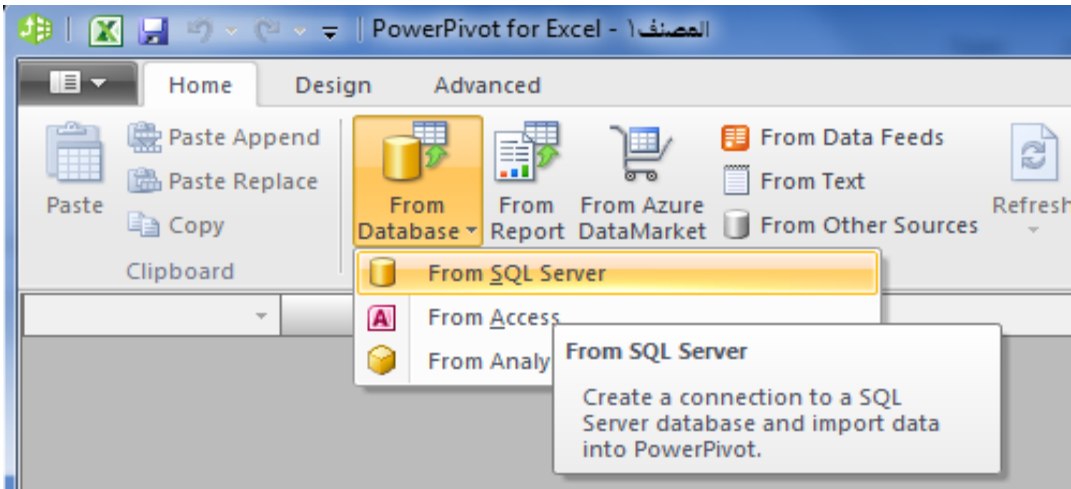 PowerPivot for Excel - المصنف١
Home Design Advanced
Paste
Paste Append
Paste Replace
Copy
Clipboard
From
Database
From
Report
From Azure
DataMarket
From Data Feeds
From Text
From Other Sources
Refresh
From SQL Server
From Access
From Analy
From SQL Server
Create a connection to a SQL
Server database and import data
into PowerPivot.